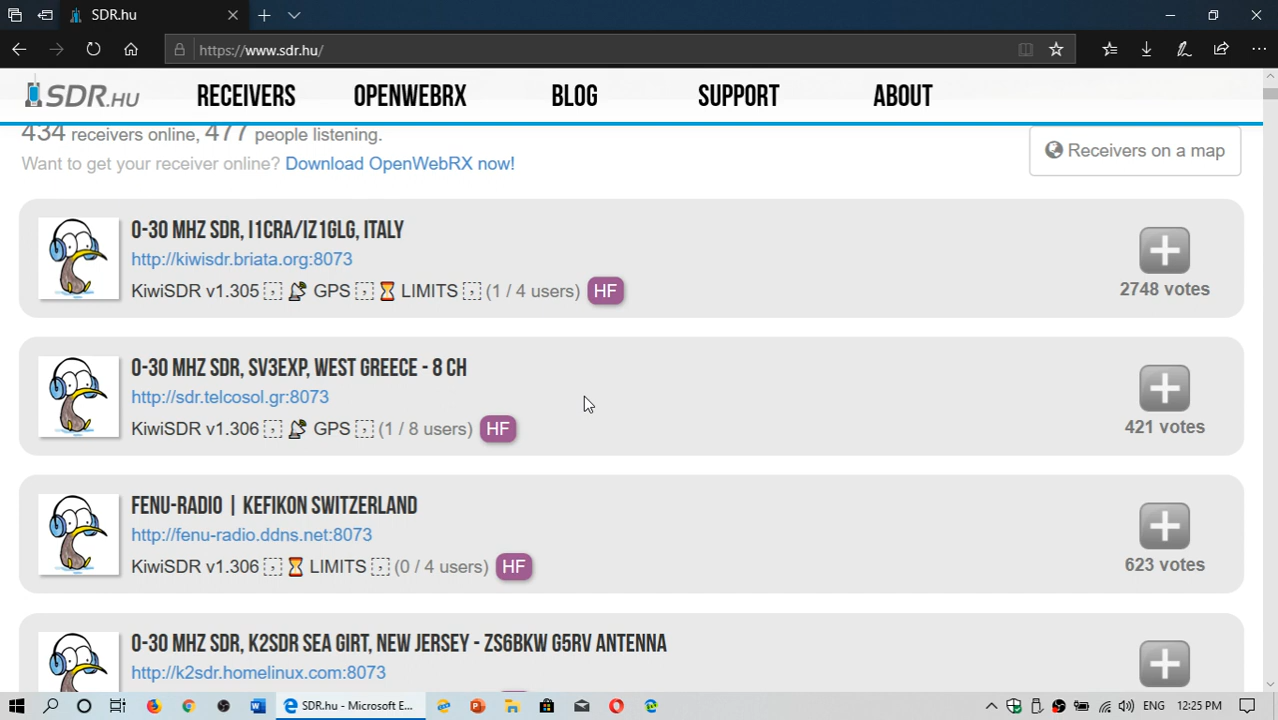 SDR.hu
https://www.sdr.hu/
SDR.HU RECEIVERS OPENWEBRX BLOG SUPPORT ABOUT
434 receivers online, 477 people listening.
Want to get your receiver online? Download OpenWebRX now!
Receivers on a map
0-30 MHZ SDR, I1CRA/IZ1GLG, ITALY
http://kiwisdr.briata.org:8073
KiwiSDR v1.305 , GPS , LIMITS , (1 / 4 users) HF
2748 votes
0-30 MHZ SDR, SV3EXP, WEST GREECE - 8 CH
http://sdr.telcosol.gr:8073
KiwiSDR v1.306 , GPS , (1 / 8 users) HF
421 votes
FENU-RADIO | KEFIKON SWITZERLAND
http://fenu-radio.ddns.net:8073
KiwiSDR v1.306 , LIMITS , (0 / 4 users) HF
623 votes
0-30 MHZ SDR, K2SDR SEA GIRT, NEW JERSEY - ZS6BKW G5RV ANTENNA
http://k2sdr.homelinux.com:8073
SDR.hu - Microsoft E... ENG 12:25 PM